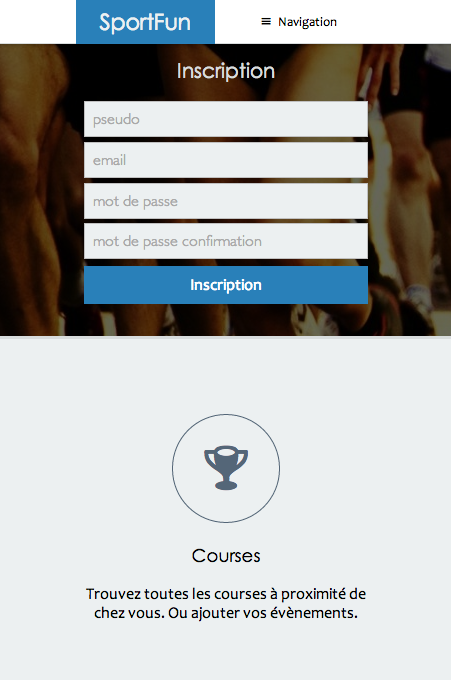 SportFun
Navigation
Inscription
pseudo
email
mot de passe
mot de passe confirmation
Inscription
Courses
Trouvez toutes les courses à proximité de
chez vous. Ou ajouter vos évènements.